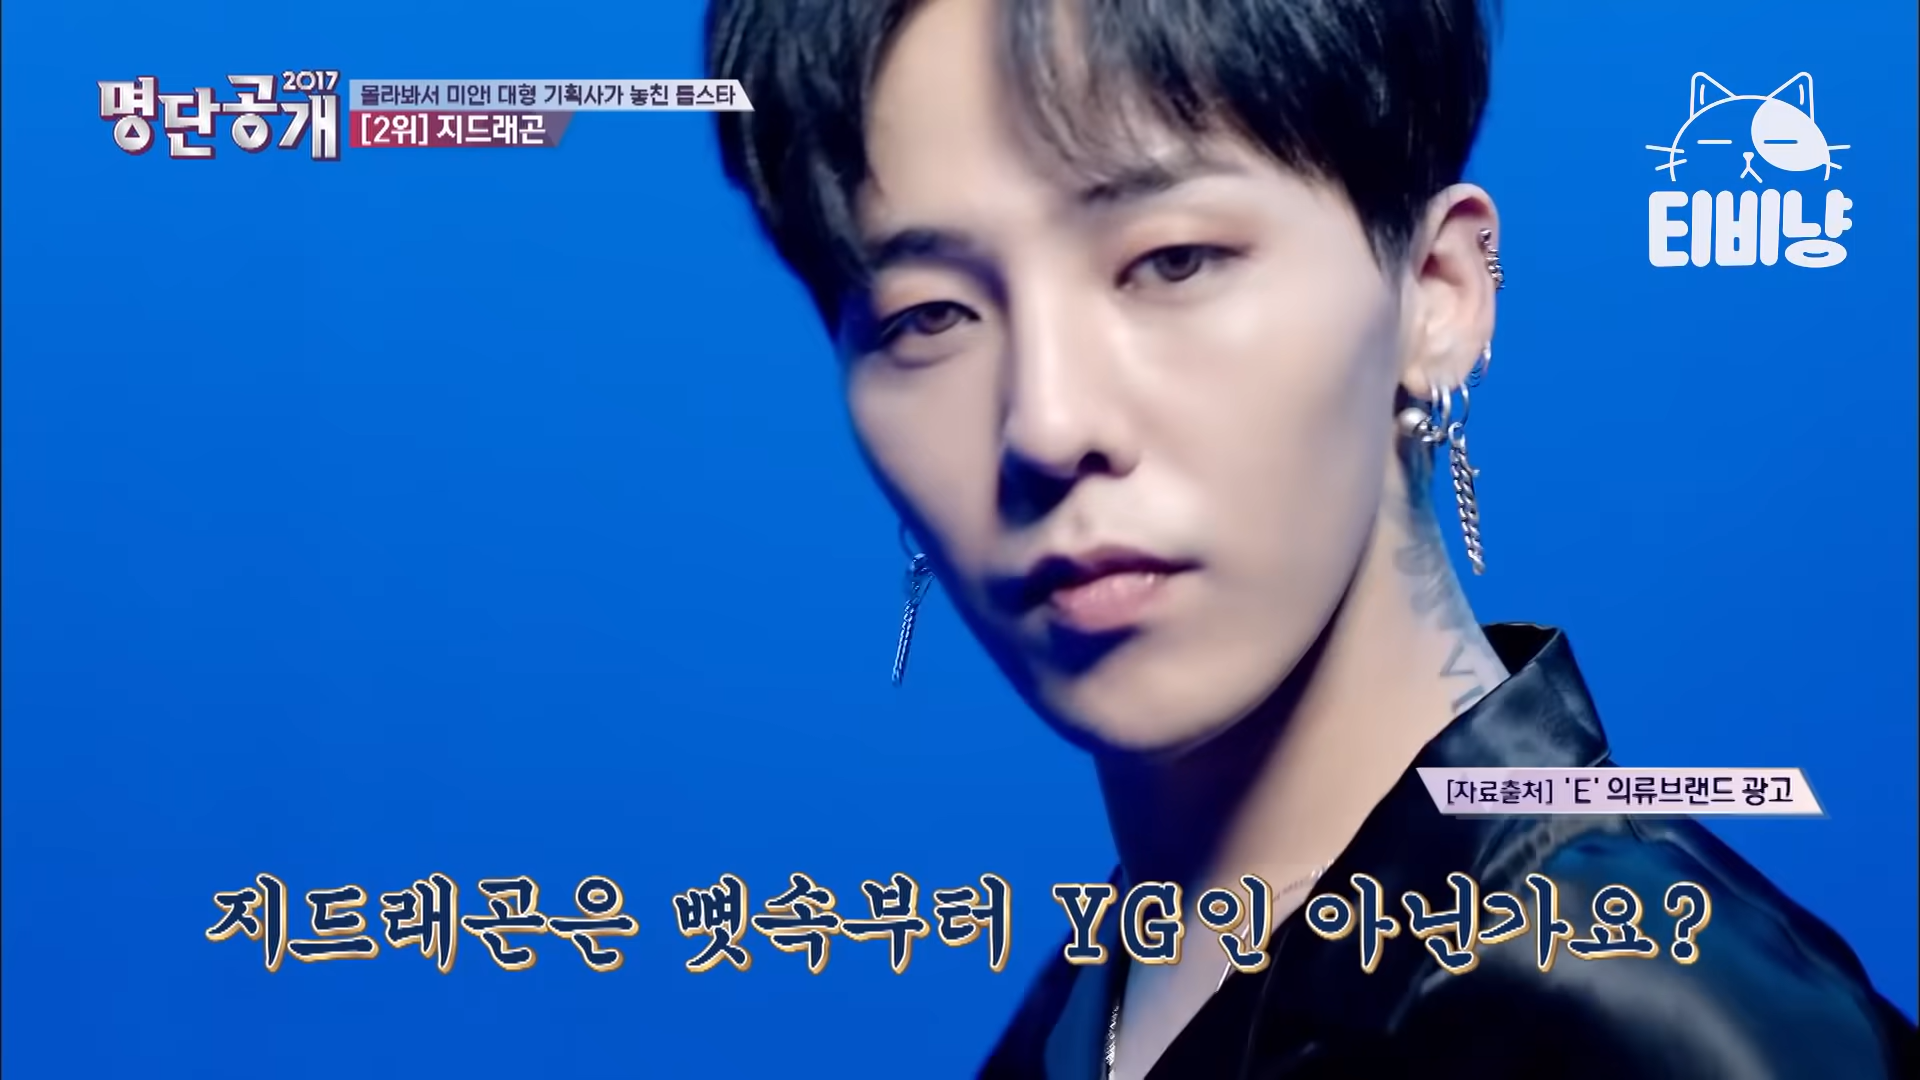 명단공개 2017
몰라봐서 미안! 대형 기획사가 놓친 톱스타
[2위] 지드래곤
티비냥
[자료출처] 'E' 의류브랜드 광고
지드래곤은 뼛속부터 YG인 아닌가요?